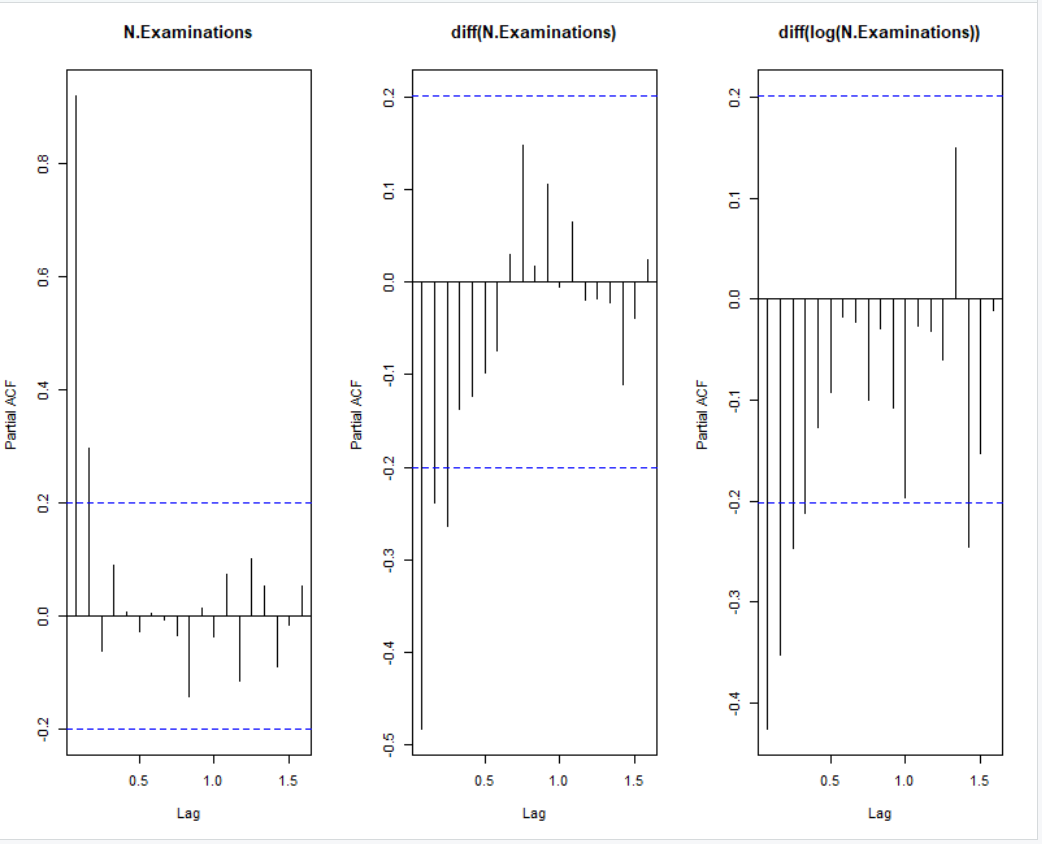 N.Examinations
diff(N.Examinations)
diff(log(N.Examinations))
Partial ACF
0.8
0.6
0.4
0.2
0.0
-0.2
0.5 1.0 1.5
Lag
Partial ACF
0.2
0.1
0.0
-0.1
-0.2
-0.3
-0.4
-0.5
0.5 1.0 1.5
Lag
Partial ACF
0.2
0.1
0.0
-0.1
-0.2
-0.3
-0.4
0.5 1.0 1.5
Lag